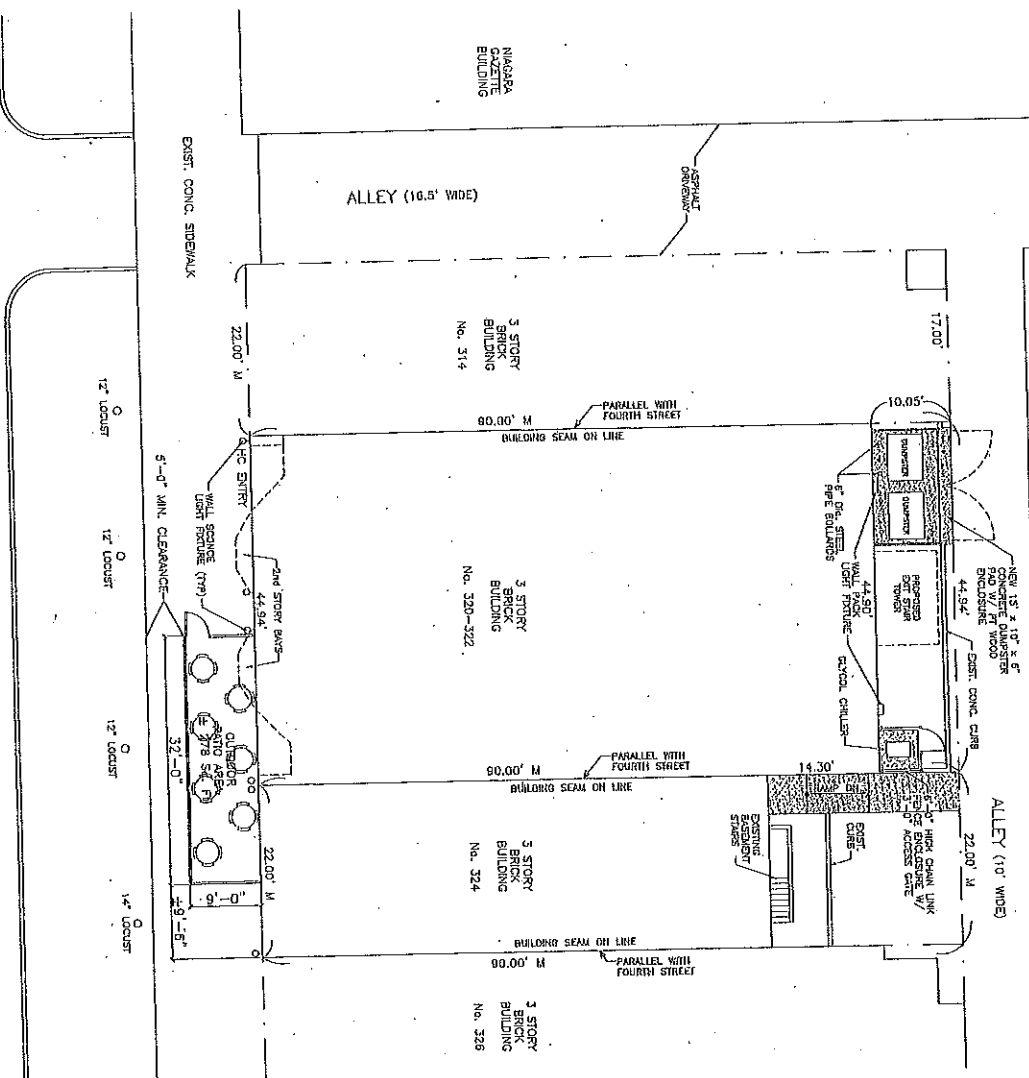 NIAGARA
GAZETTE
BUILDING
ALLEY (10.5' WIDE)
ASPHALT
DRIVEWAY
EXIST. CONC. SIDEWALK
22.00' M
3 STORY
BRICK
BUILDING
No. 314
17.00'
10.05'
PARALLEL WITH
FOURTH STREET
BUILDING SEAM ON LINE
90.00' M
DUMPSTER
DUMPSTER
NEW 15' x 10' x 6"
CONCRETE DUMPSTER
PAD W/ PT WOOD
ENCLOSURE
44.94'
EXIST. CONC. CURB
6" DIA. STEEL
PIPE BOLLARDS
PROPOSED
EXIT STAIR
TOWER
44.90'
WALL PACK
LIGHT FIXTURE
GLYCOL CHILLER
3 STORY
BRICK
BUILDING
No. 320-322
HC ENTRY
WALL SCONCE
LIGHT FIXTURE (TYP)
2nd STORY BAYS
44.94'
12" LOCUST
12" LOCUST
12" LOCUST
14" LOCUST
5'-0" MIN. CLEARANCE
OUTDOOR
PATIO AREA
32'-0"
9'-0"
±9'-6"
PARALLEL WITH
FOURTH STREET
BUILDING SEAM ON LINE
90.00' M
14.30'
RAMP DN
HIGH CHAIN LINK
ENCLOSURE W/
ACCESS GATE
ALLEY (10' WIDE)
22.00' M
EXISTING
BASEMENT
STAIRS
EXIST.
CURB
3 STORY
BRICK
BUILDING
No. 324
22.00' M
BUILDING SEAM ON LINE
PARALLEL WITH
FOURTH STREET
90.00' M
3 STORY
BRICK
BUILDING
No. 326